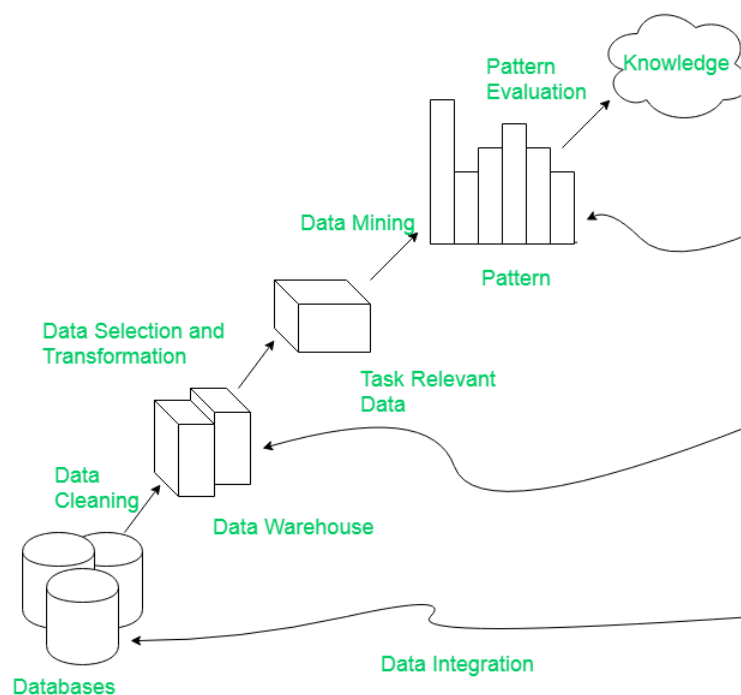 Knowledge
Pattern
Evaluation
Data Mining
Pattern
Data Selection and
Transformation
Task Relevant
Data
Data
Cleaning
Data Warehouse
Data Integration
Databases